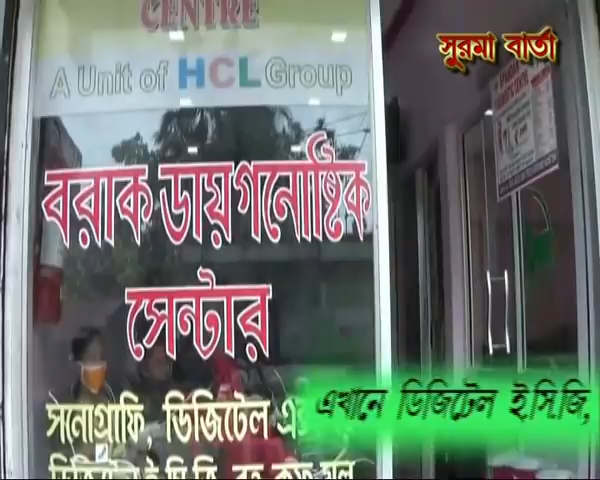 CENTRE
সুরমা বার্তা
A Unit of HCL Group
বরাক ডায়গনোষ্টিক
সেন্টার
সনোগ্রাফি, ডিজিটেল
এখানে ডিজিটেল ইসিজি,